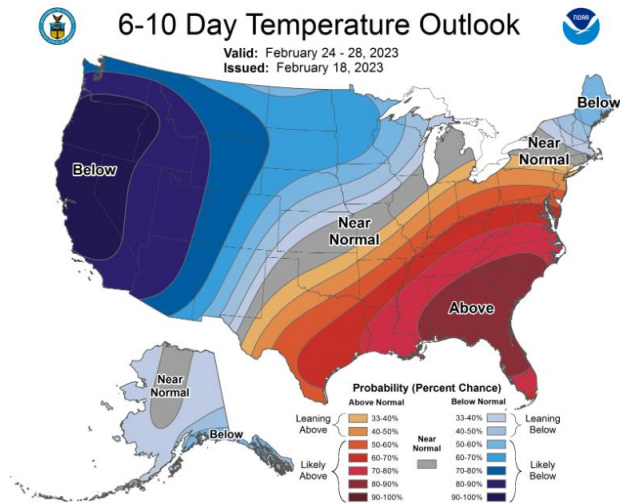 6-10 Day Temperature Outlook
Valid: February 24 - 28, 2023
Issued: February 18, 2023
NOAA
Below
Below
Near
Normal
Near
Normal
Above
Near
Normal
Below
Probability (Percent Chance)
Above Normal Below Normal
Leaning
Above
33-40% 33-40%
40-50% 40-50%
Leaning
Below
Near
Normal
Likely
Above
50-60% 50-60%
60-70% 60-70%
70-80% 70-80%
80-90% 80-90%
90-100% 90-100%
Likely
Below